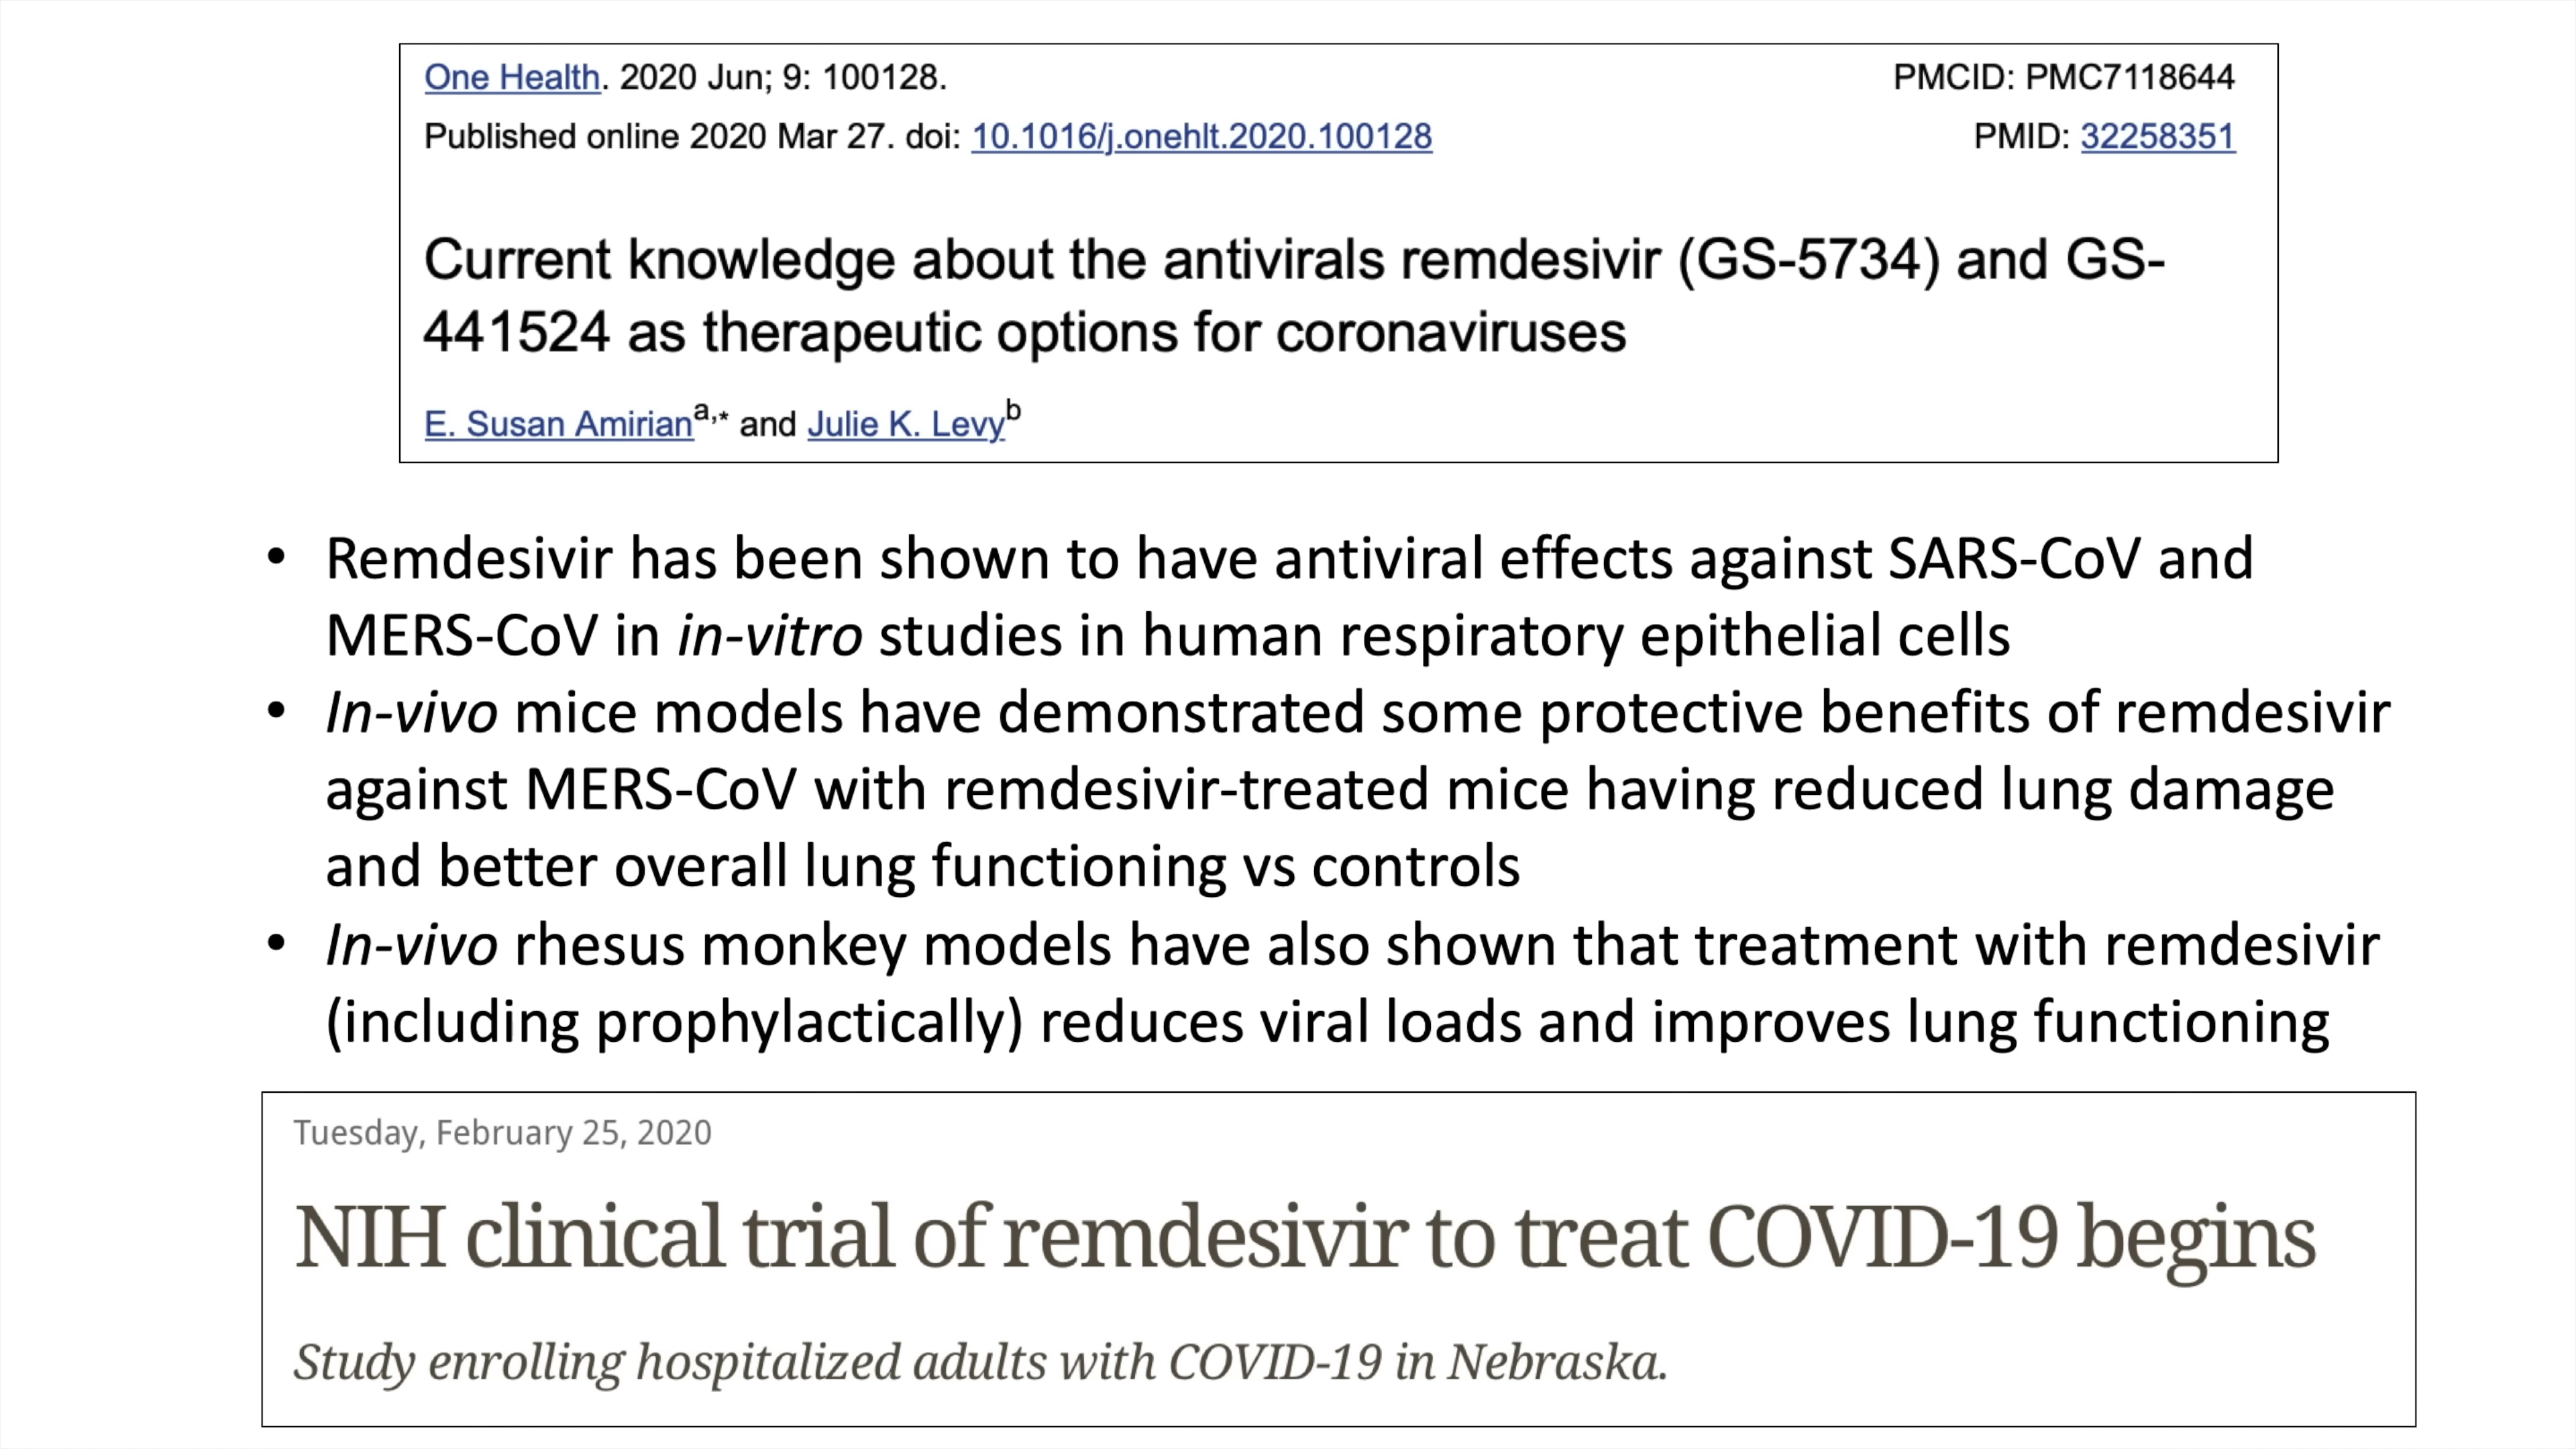 One Health. 2020 Jun; 9: 100128.
PMCID: PMC7118644
Published online 2020 Mar 27. doi: 10.1016/j.onehlt.2020.100128
PMID: 32258351
Current knowledge about the antivirals remdesivir (GS-5734) and GS-
441524 as therapeutic options for coronaviruses
E. Susan Amirian a,* and Julie K. Levy b
• Remdesivir has been shown to have antiviral effects against SARS-CoV and
MERS-CoV in in-vitro studies in human respiratory epithelial cells
• In-vivo mice models have demonstrated some protective benefits of remdesivir
against MERS-CoV with remdesivir-treated mice having reduced lung damage
and better overall lung functioning vs controls
• In-vivo rhesus monkey models have also shown that treatment with remdesivir
(including prophylactically) reduces viral loads and improves lung functioning
Tuesday, February 25, 2020
NIH clinical trial of remdesivir to treat COVID-19 begins
Study enrolling hospitalized adults with COVID-19 in Nebraska.